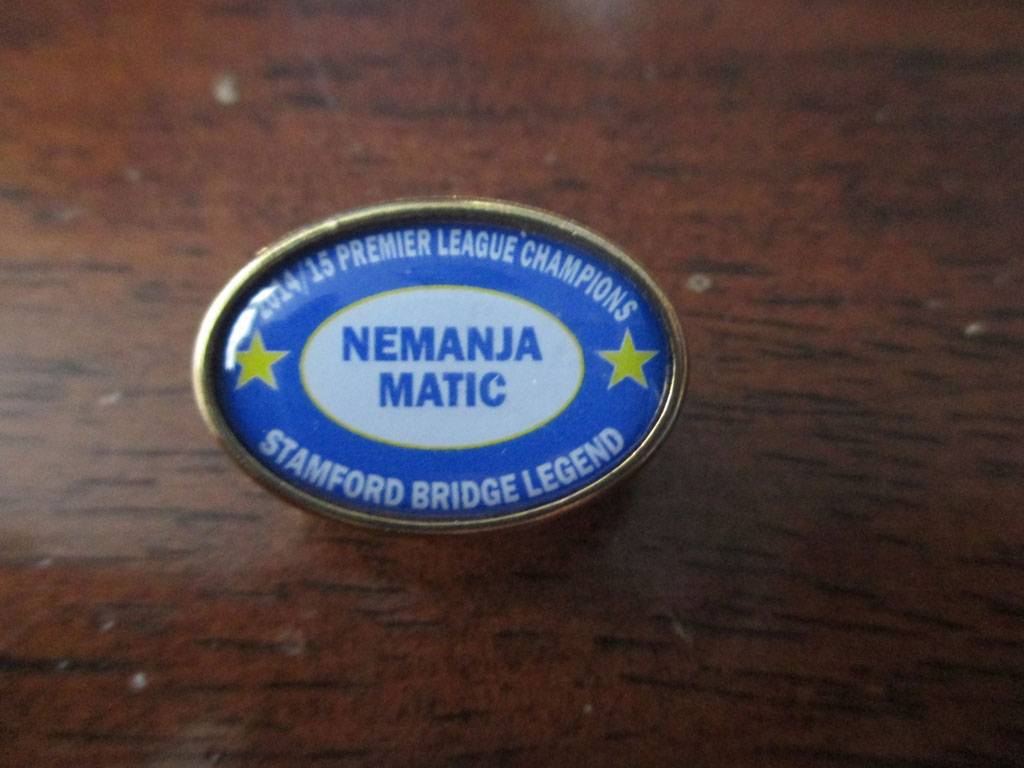 2014/15 PREMIER LEAGUE CHAMPIONS
NEMANJA
MATIC
STAMFORD BRIDGE LEGEND